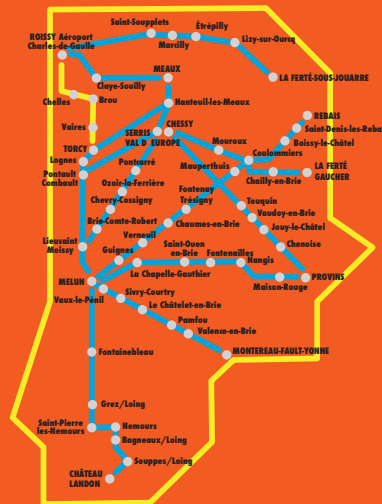 Saint-Soupplets
Étrépilly
ROISSY Aéroport
Charles-de-Gaulle
Marcilly
Lizy-sur-Ourcq
MEAUX
LA FERTÉ-SOUS-JOUARRE
Claye-Souilly
Chelles
Brou
Nanteuil-les-Meaux
REBAIS
Vaires
CHESSY
Saint-Denis-les-Rebais
SERRIS
VAL D EUROPE
Boissy-le-Châtel
TORCY
Mouroux
Lognes
Coulommiers
Pontault
Combault
Pontarré
Mauperthuis
LA FERTÉ
GAUCHER
Chailly-en-Brie
Ozoir-la-Ferrière
Fontenay
Trésigny
Chevry-Cossigny
Touquin
Vaudoy-en-Brie
Brie-Comte-Robert
Chaumes-en-Brie
Jouy-le-Châtel
Verneuil
Lieusaint
Moissy
Guignes
Saint-Ouen
en-Brie
Fontenailles
Chenoise
Nangis
La Chapelle-Gauthier
MELUN
PROVINS
Maison-Rouge
Vaux-le-Pénil
Sivry-Courtry
Le Châtelet-en-Brie
Pamfou
Valence-en-Brie
Fontainebleau
MONTEREAU-FAULT-YONNE
Grez/Loing
Saint-Pierre
les-Nemours
Nemours
Bagneaux/Loing
Souppes/Loing
CHÂTEAU
LANDON